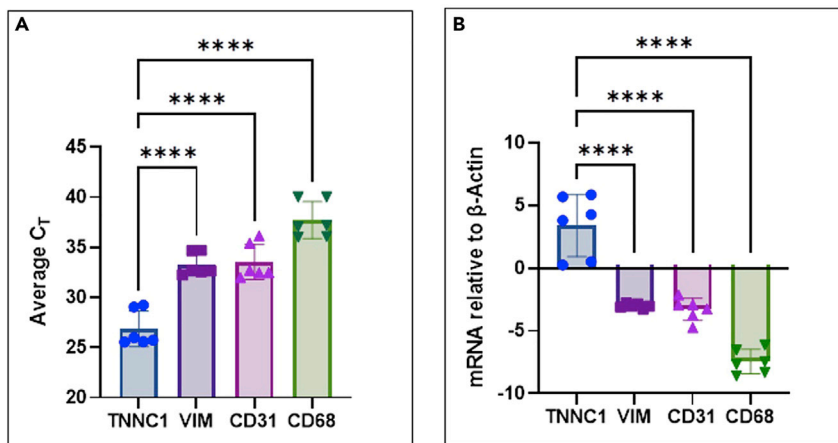 A
****
****
****
45
40
35
30
25
20
Average CT
TNNC1 VIM CD31 CD68
B
****
****
****
10
5
0
-5
-10
mRNA relative to β-Actin
TNNC1 VIM CD31 CD68